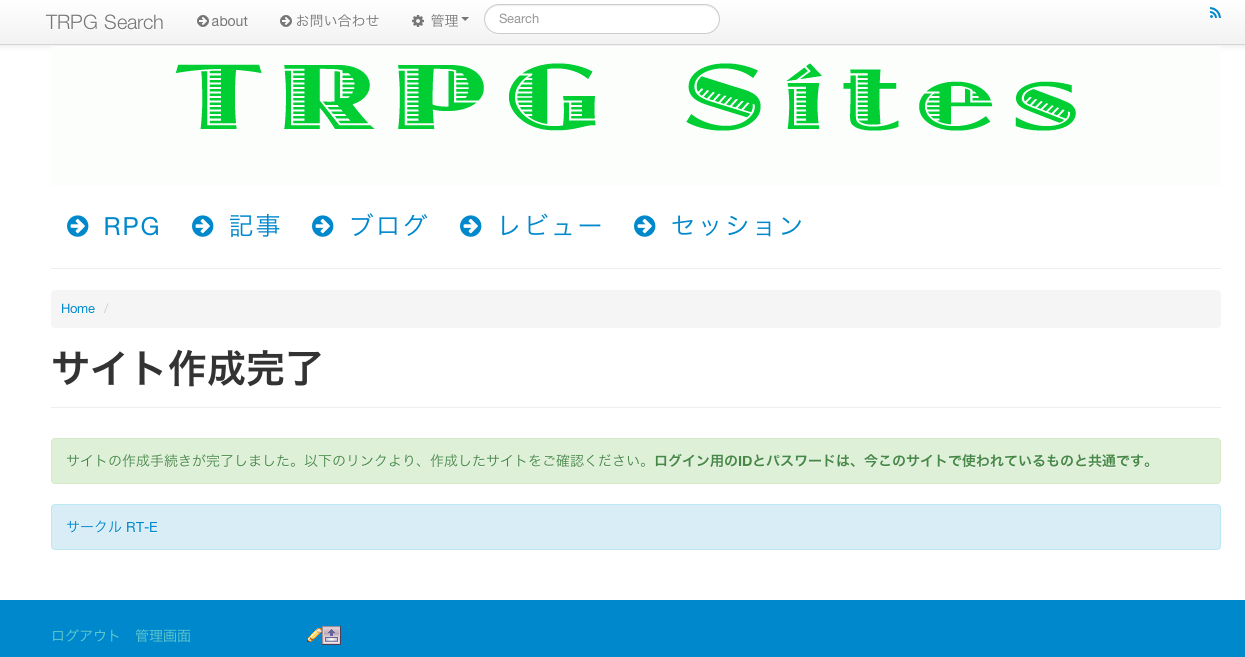 TRPG Search about お問い合わせ 管理 Search
TRPG Sites
RPG 記事 ブログ レビュー セッション
Home /
サイト作成完了
サイトの作成手続きが完了しました。以下のリンクより、作成したサイトをご確認ください。ログイン用のIDとパスワードは、今このサイトで使われているものと共通です。
サークル RT-E
ログアウト 管理画面